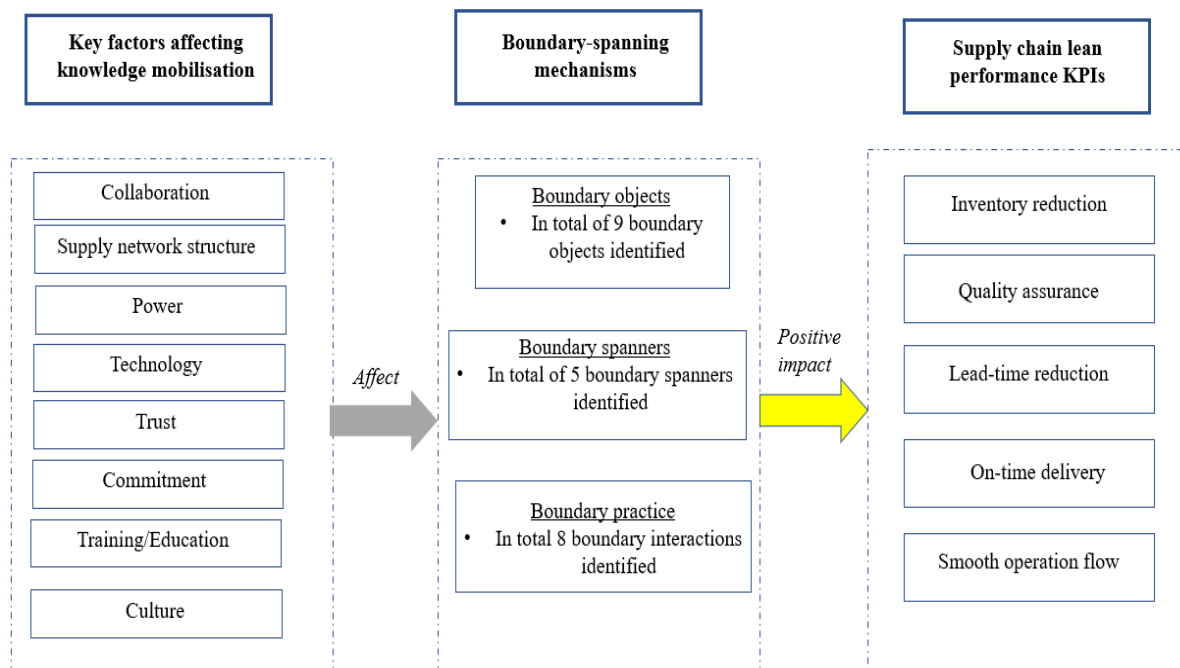 Key factors affecting
knowledge mobilisation
Boundary-spanning
mechanisms
Supply chain lean
performance KPIs
Collaboration
Supply network structure
Power
Technology
Trust
Commitment
Training/Education
Culture
Affect
Boundary objects
• In total of 9 boundary
objects identified
Boundary spanners
• In total of 5 boundary spanners
identified
Boundary practice
• In total 8 boundary interactions
identified
Positive
impact
Inventory reduction
Quality assurance
Lead-time reduction
On-time delivery
Smooth operation flow